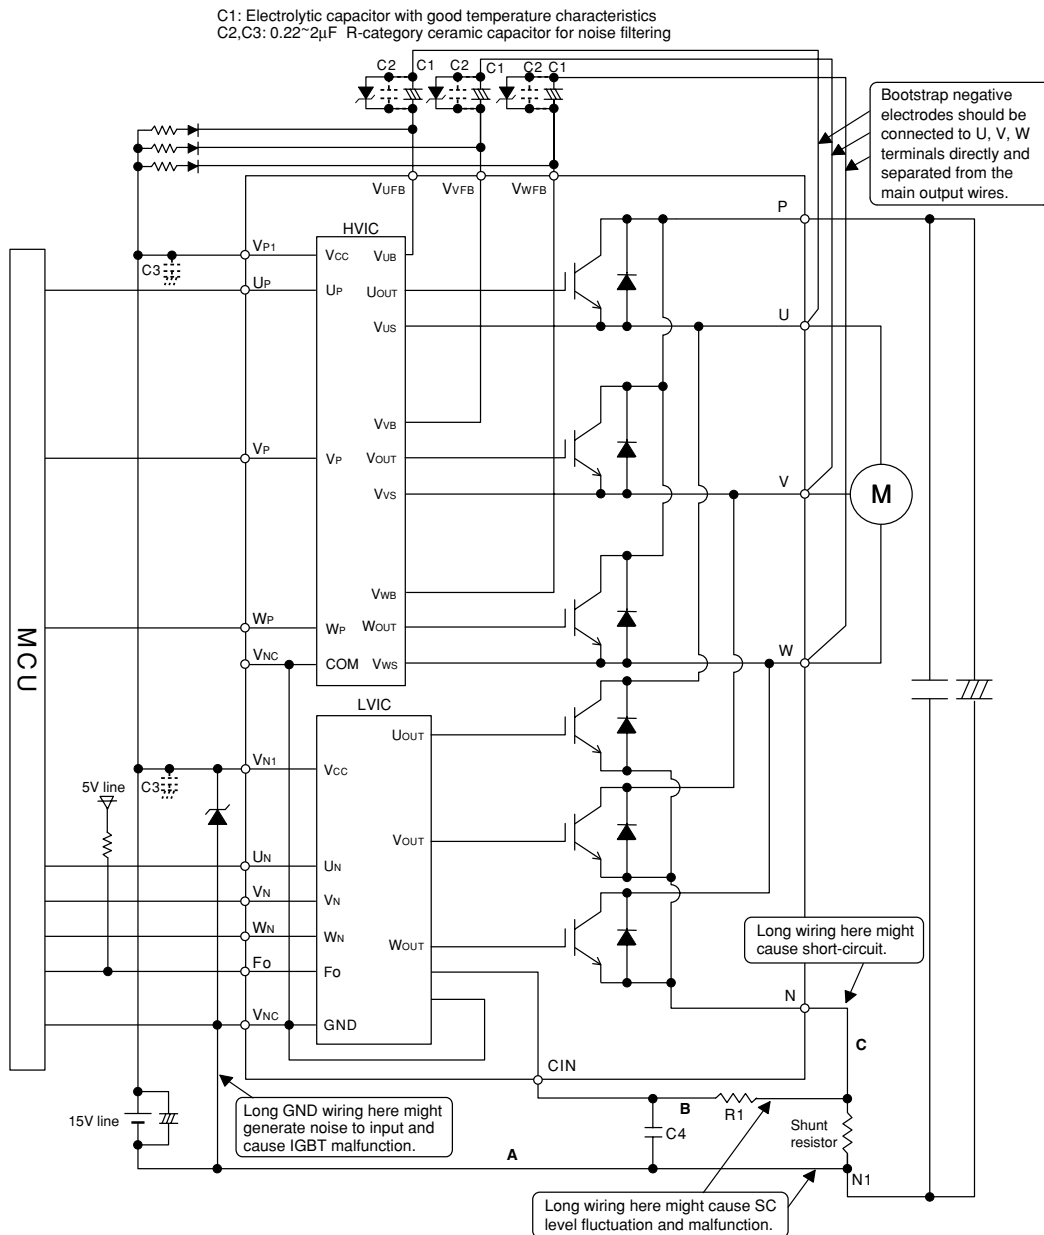 C1: Electrolytic capacitor with good temperature characteristics
C2,C3: 0.22~2μF R-category ceramic capacitor for noise filtering
C2
C1
C2
C1
C2
C1
Bootstrap negative
electrodes should be
connected to U, V, W
terminals directly and
separated from the
main output wires.
VUFB
VVFB
VWFB
P
HVIC
VP1
VCC
VUB
C3
UP
UP
UOUT
VUS
U
VVB
VP
VP
VOUT
VVS
V
M
VWB
WP
WP
WOUT
VNC
COM
VWS
W
MCU
LVIC
UOUT
VN1
VCC
C3
5V line
VOUT
UN
UN
VN
VN
WN
WN
WOUT
Long wiring here might
cause short-circuit.
Fo
Fo
N
VNC
GND
C
CIN
15V line
Long GND wiring here might
generate noise to input and
cause IGBT malfunction.
B
R1
C4
Shunt
resistor
A
N1
Long wiring here might cause SC
level fluctuation and malfunction.